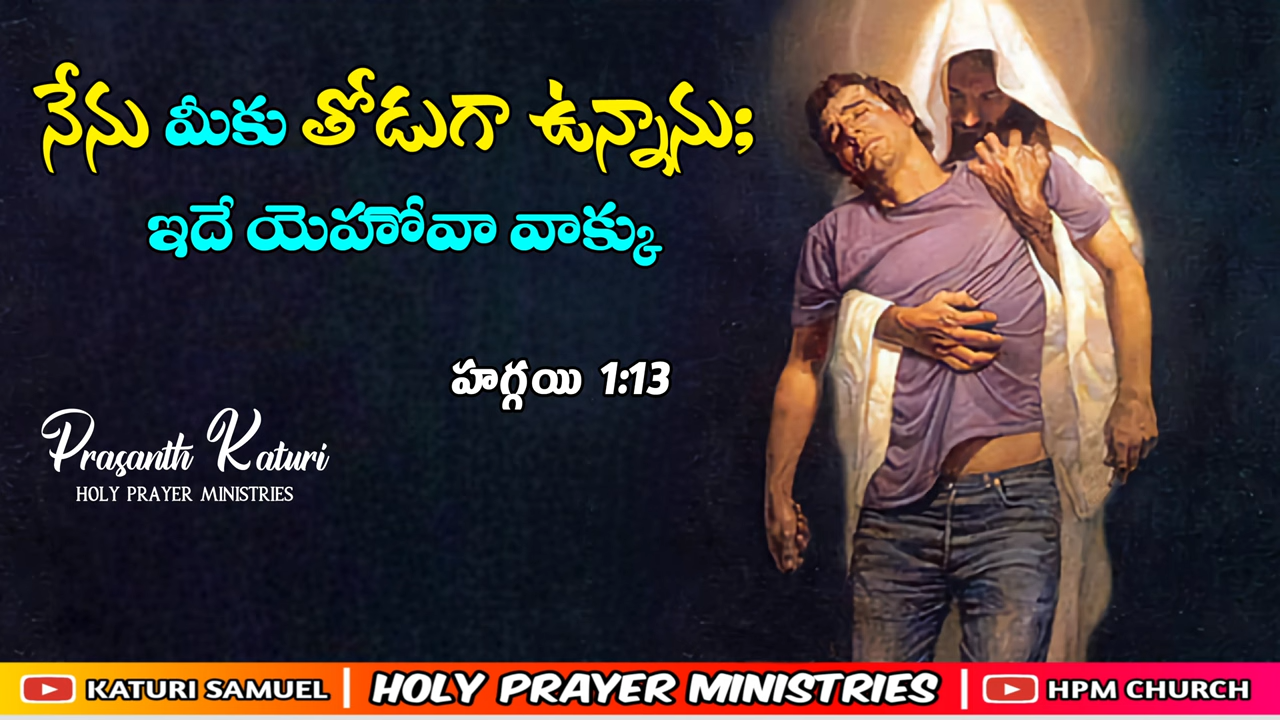 నేను మీకు తోడుగా ఉన్నాను;
ఇదే యెహోవా వాక్కు
హగ్గయి 1:13
Prasanth Katuri
HOLY PRAYER MINISTRIES
KATURI SAMUEL | HOLY PRAYER MINISTRIES | HPM CHURCH